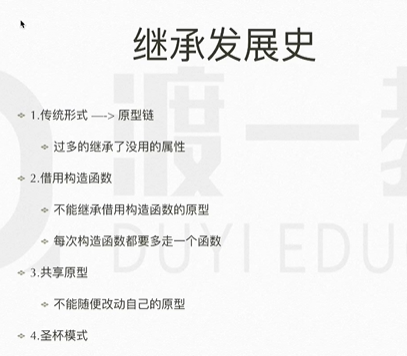 继承发展史
1.传统形式 —-> 原型链
过多的继承了没用的属性
2.借用构造函数
不能继承借用构造函数的原型
每次构造函数都要多走一个函数
3.共享原型
不能随便改动自己的原型
4.圣杯模式
渡一教
DUYI EDU